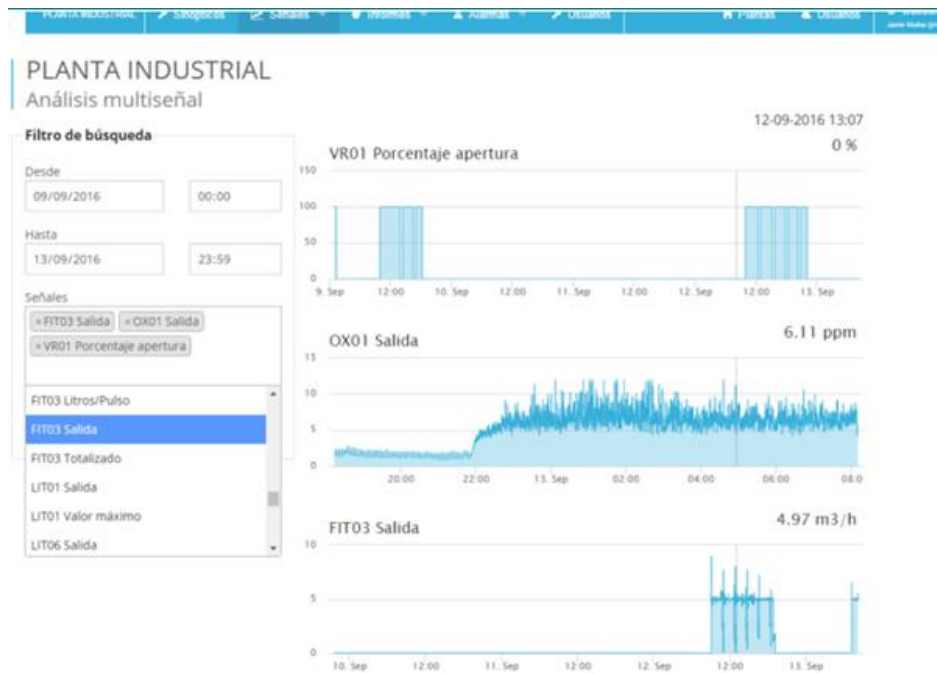 PLANTA INDUSTRIAL Sinópticos Señales Informes Alarmas Usuarios Plantas Usuarios
PLANTA INDUSTRIAL
Análisis multiseñal
Filtro de búsqueda
Desde
09/09/2016 00:00
Hasta
13/09/2016 23:59
Señales
×FIT03 Salida ×OX01 Salida
×VR01 Porcentaje apertura
FIT03 Litros/Pulso
FIT03 Salida
FIT03 Totalizado
LIT01 Salida
LIT01 Valor máximo
LIT06 Salida
12-09-2016 13:07
VR01 Porcentaje apertura 0 %
150
100
50
0
9. Sep 12:00 10. Sep 12:00 11. Sep 12:00 12. Sep 12:00 13. Sep
OX01 Salida 6.11 ppm
15
10
5
0
20:00 22:00 13. Sep 02:00 04:00 06:00 08:0
FIT03 Salida 4.97 m3/h
10
5
0
10. Sep 12:00 11. Sep 12:00 12. Sep 12:00 13. Sep